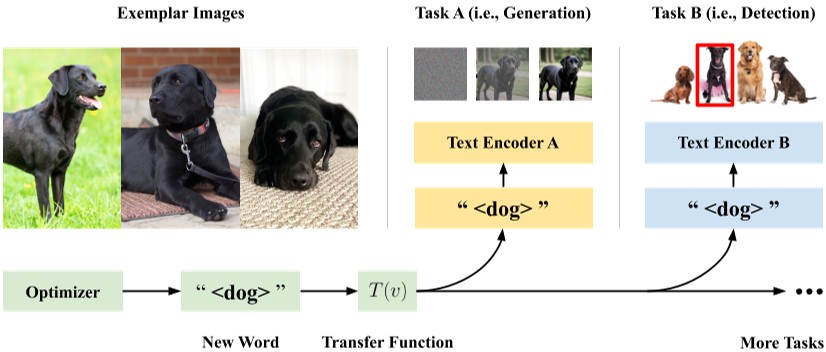 Exemplar Images
Task A (i.e., Generation)
Task B (i.e., Detection)
Text Encoder A
Text Encoder B
“ <dog> ”
“ <dog> ”
Optimizer
“ <dog> ”
T(v)
•••
New Word
Transfer Function
More Tasks